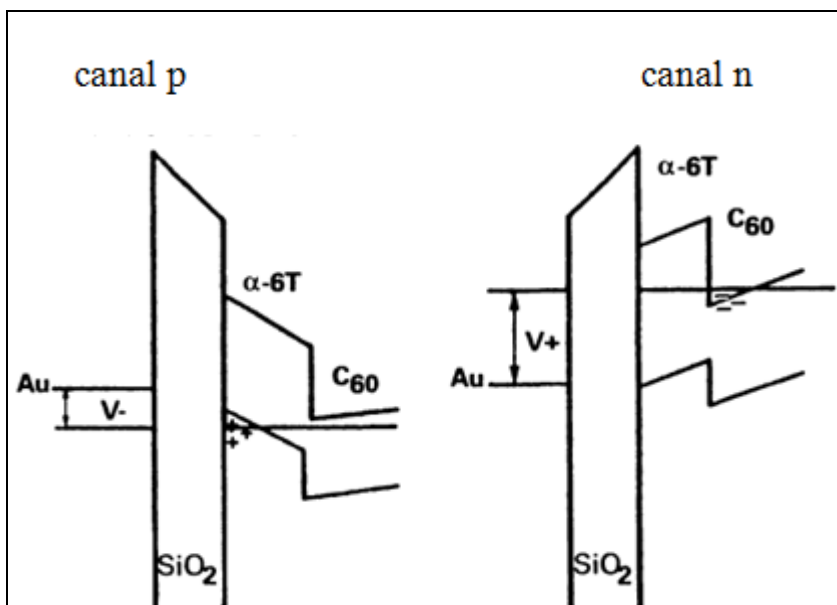 canal p
α-6T
C60
Au
V-
+ +
+
SiO2
canal n
α-6T
C60
V+
Au
SiO2